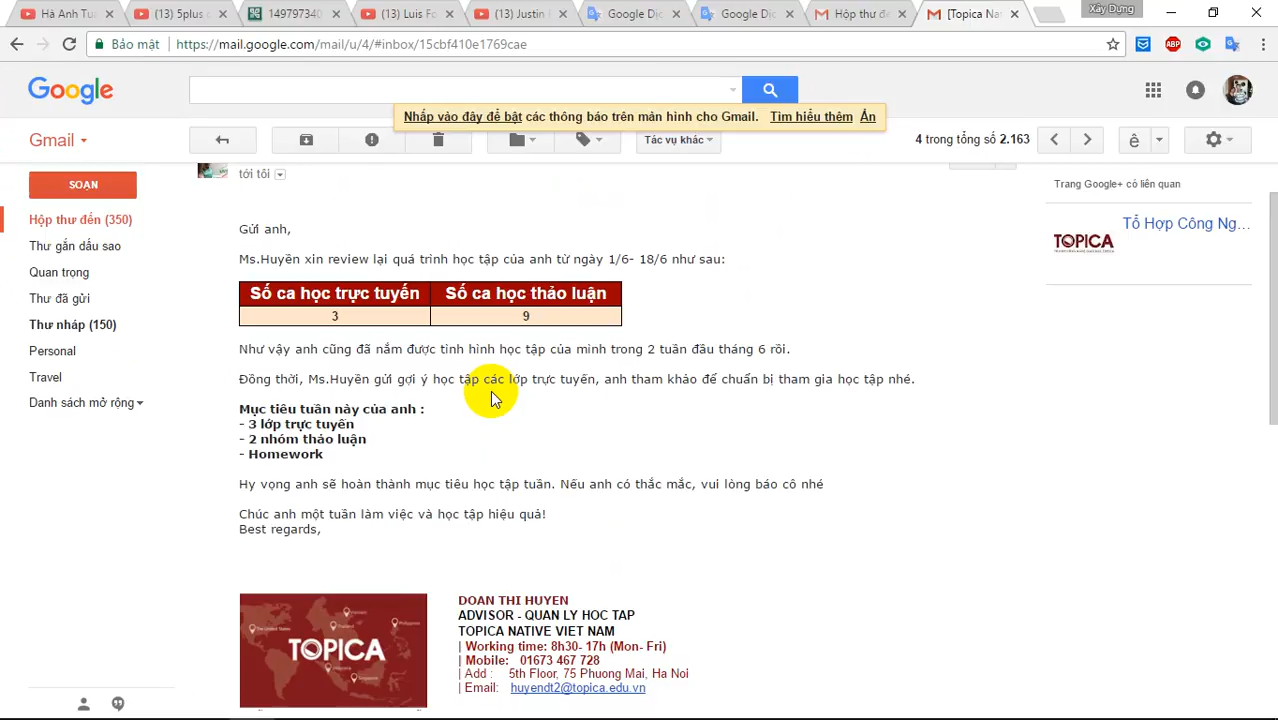 Xây Dựng
Hà Anh Tu
(13) 5plus c
149797340
(13) Luis Fo
(13) Justin
Google Dic
Google Dic
Hộp thư đế
[Topica Na
Bảo mật
https://mail.google.com/mail/u/4/#inbox/15cbf410e1769cae
ABP
Google
Nhấp vào đây để bật các thông báo trên màn hình cho Gmail. Tìm hiểu thêm Ẩn
Gmail
Tác vụ khác
4 trong tổng số 2.163
ê
SOẠN
Hộp thư đến (350)
Thư gắn dấu sao
Quan trọng
Thư đã gửi
Thư nháp (150)
Personal
Travel
Danh sách mở rộng
tới tôi
Gửi anh,
Ms.Huyền xin review lại quá trình học tập của anh từ ngày 1/6- 18/6 như sau:
Số ca học trực tuyến Số ca học thảo luận
3 9
Như vậy anh cũng đã nắm được tình hình học tập của mình trong 2 tuần đầu tháng 6 rồi.
Đồng thời, Ms.Huyền gửi gợi ý học tập các lớp trực tuyến, anh tham khảo để chuẩn bị tham gia học tập nhé.
Mục tiêu tuần này của anh :
- 3 lớp trực tuyến
- 2 nhóm thảo luận
- Homework
Hy vọng anh sẽ hoàn thành mục tiêu học tập tuần. Nếu anh có thắc mắc, vui lòng báo cô nhé
Chúc anh một tuần làm việc và học tập hiệu quả!
Best regards,
TOPICA
DOAN THI HUYEN
ADVISOR - QUAN LY HOC TAP
TOPICA NATIVE VIET NAM
| Working time: 8h30- 17h (Mon- Fri)
| Mobile: 01673 467 728
| Add : 5th Floor, 75 Phuong Mai, Ha Noi
| Email: huyendt2@topica.edu.vn
Trang Google+ có liên quan
TOPICA
Tổ Hợp Công Ng...